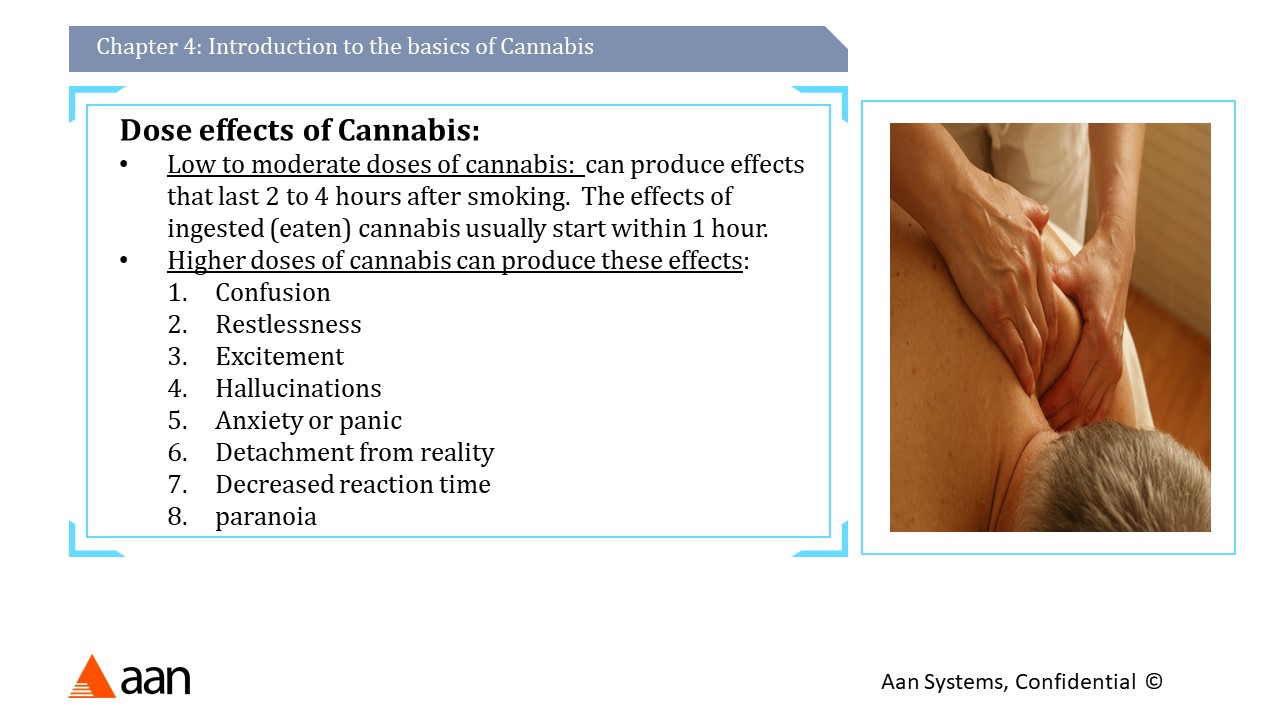 Chapter 4: Introduction to the basics of Cannabis
Dose effects of Cannabis:
• Low to moderate doses of cannabis:  can produce effects
that last 2 to 4 hours after smoking.  The effects of
ingested (eaten) cannabis usually start within 1 hour.
• Higher doses of cannabis can produce these effects:
1. Confusion
2. Restlessness
3. Excitement
4. Hallucinations
5. Anxiety or panic
6. Detachment from reality
7. Decreased reaction time
8. paranoia
aan
Aan Systems, Confidential ©